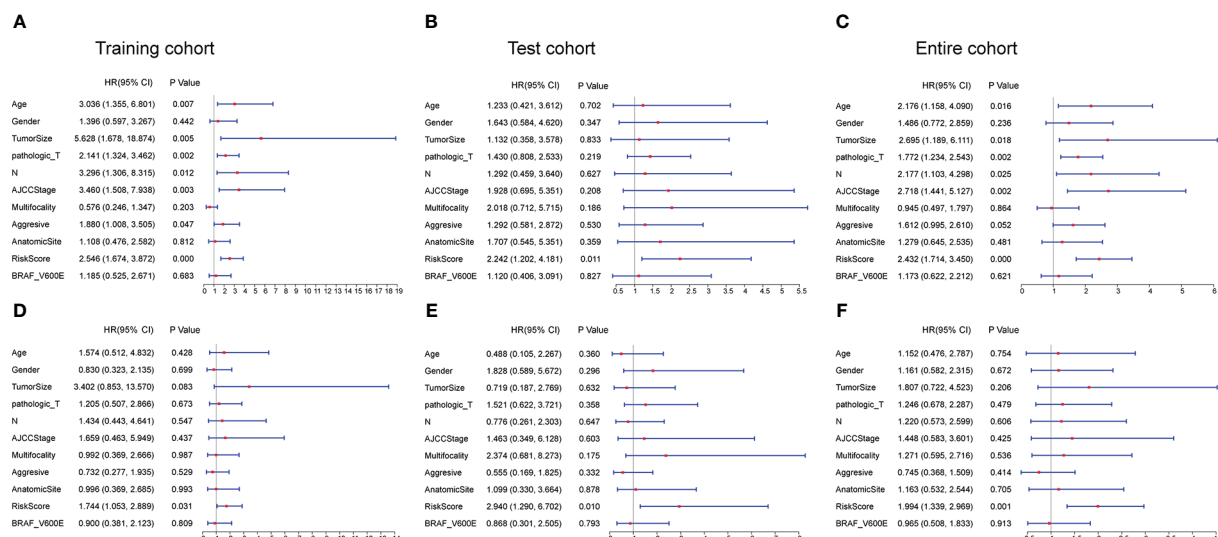 A
Training cohort
HR(95% CI) P Value
Age 3.036 (1.355, 6.801) 0.007
Gender 1.396 (0.597, 3.267) 0.442
TumorSize 5.628 (1.678, 18.874) 0.005
pathologic_T 2.141 (1.324, 3.462) 0.002
N 3.296 (1.306, 8.315) 0.012
AJCCStage 3.460 (1.508, 7.938) 0.003
Multifocality 0.576 (0.246, 1.347) 0.203
Aggresive 1.880 (1.008, 3.505) 0.047
AnatomicSite 1.108 (0.476, 2.582) 0.812
RiskScore 2.546 (1.674, 3.872) 0.000
BRAF_V600E 1.185 (0.525, 2.671) 0.683
0 1 2 3 4 5 6 7 8 9 10 11 12 13 14 15 16 17 18 19
B
Test cohort
HR(95% CI) P Value
Age 1.233 (0.421, 3.612) 0.702
Gender 1.643 (0.584, 4.620) 0.347
TumorSize 1.132 (0.358, 3.578) 0.833
pathologic_T 1.430 (0.808, 2.533) 0.219
N 1.292 (0.459, 3.640) 0.627
AJCCStage 1.928 (0.695, 5.351) 0.208
Multifocality 2.018 (0.712, 5.715) 0.186
Aggresive 1.292 (0.581, 2.872) 0.530
AnatomicSite 1.707 (0.545, 5.351) 0.359
RiskScore 2.242 (1.202, 4.181) 0.011
BRAF_V600E 1.120 (0.406, 3.091) 0.827
0.5 1 1.5 2 2.5 3 3.5 4 4.5 5 5.5
C
Entire cohort
HR(95% CI) P Value
Age 2.176 (1.158, 4.090) 0.016
Gender 1.486 (0.772, 2.859) 0.236
TumorSize 2.695 (1.189, 6.111) 0.018
pathologic_T 1.772 (1.234, 2.543) 0.002
N 2.177 (1.103, 4.298) 0.025
AJCCStage 2.718 (1.441, 5.127) 0.002
Multifocality 0.945 (0.497, 1.797) 0.864
Aggresive 1.612 (0.995, 2.610) 0.052
AnatomicSite 1.279 (0.645, 2.535) 0.481
RiskScore 2.432 (1.714, 3.450) 0.000
BRAF_V600E 1.173 (0.622, 2.212) 0.621
0 1 2 3 4 5 6
D
HR(95% CI) P Value
Age 1.574 (0.512, 4.832) 0.428
Gender 0.830 (0.323, 2.135) 0.699
TumorSize 3.402 (0.853, 13.570) 0.083
pathologic_T 1.205 (0.507, 2.866) 0.673
N 1.434 (0.443, 4.641) 0.547
AJCCStage 1.659 (0.463, 5.949) 0.437
Multifocality 0.992 (0.369, 2.666) 0.987
Aggresive 0.732 (0.277, 1.935) 0.529
AnatomicSite 0.996 (0.369, 2.685) 0.993
RiskScore 1.744 (1.053, 2.889) 0.031
BRAF_V600E 0.900 (0.381, 2.123) 0.809
E
HR(95% CI) P Value
Age 0.488 (0.105, 2.267) 0.360
Gender 1.828 (0.589, 5.672) 0.296
TumorSize 0.719 (0.187, 2.769) 0.632
pathologic_T 1.521 (0.622, 3.721) 0.358
N 0.776 (0.261, 2.303) 0.647
AJCCStage 1.463 (0.349, 6.128) 0.603
Multifocality 2.374 (0.681, 8.273) 0.175
Aggresive 0.555 (0.169, 1.825) 0.332
AnatomicSite 1.099 (0.330, 3.664) 0.878
RiskScore 2.940 (1.290, 6.702) 0.010
BRAF_V600E 0.868 (0.301, 2.505) 0.793
F
HR(95% CI) P Value
Age 1.152 (0.476, 2.787) 0.754
Gender 1.161 (0.582, 2.315) 0.672
TumorSize 1.807 (0.722, 4.523) 0.206
pathologic_T 1.246 (0.678, 2.287) 0.479
N 1.220 (0.573, 2.599) 0.606
AJCCStage 1.448 (0.583, 3.601) 0.425
Multifocality 1.271 (0.595, 2.716) 0.536
Aggresive 0.745 (0.368, 1.509) 0.414
AnatomicSite 1.163 (0.532, 2.544) 0.705
RiskScore 1.994 (1.339, 2.969) 0.001
BRAF_V600E 0.965 (0.508, 1.833) 0.913